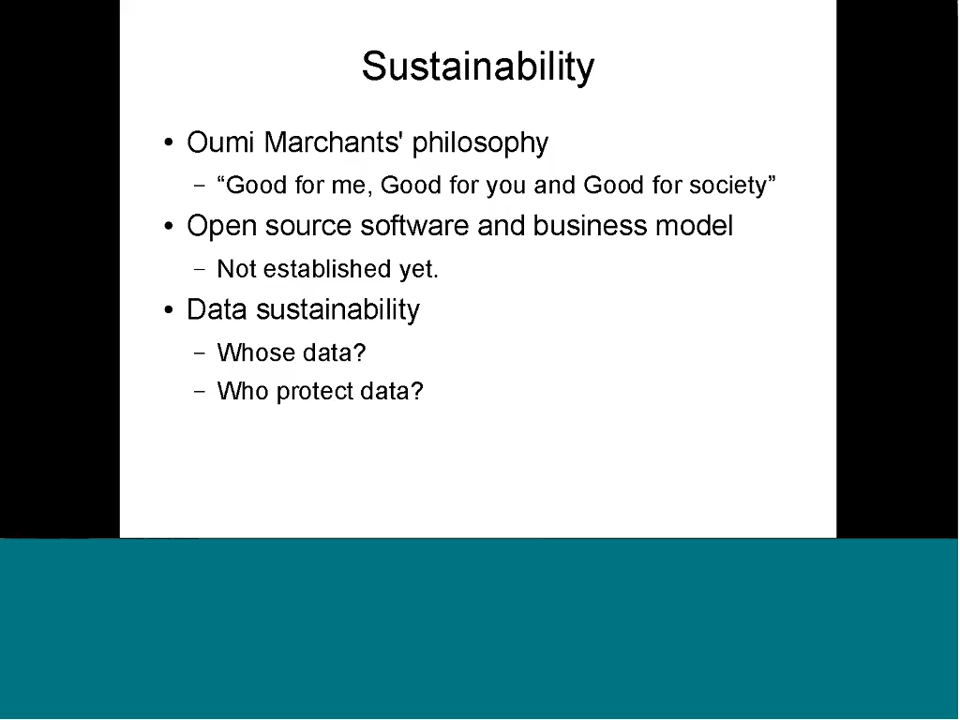 Sustainability
• Oumi Marchants' philosophy
– “Good for me, Good for you and Good for society”
• Open source software and business model
– Not established yet.
• Data sustainability
– Whose data?
– Who protect data?